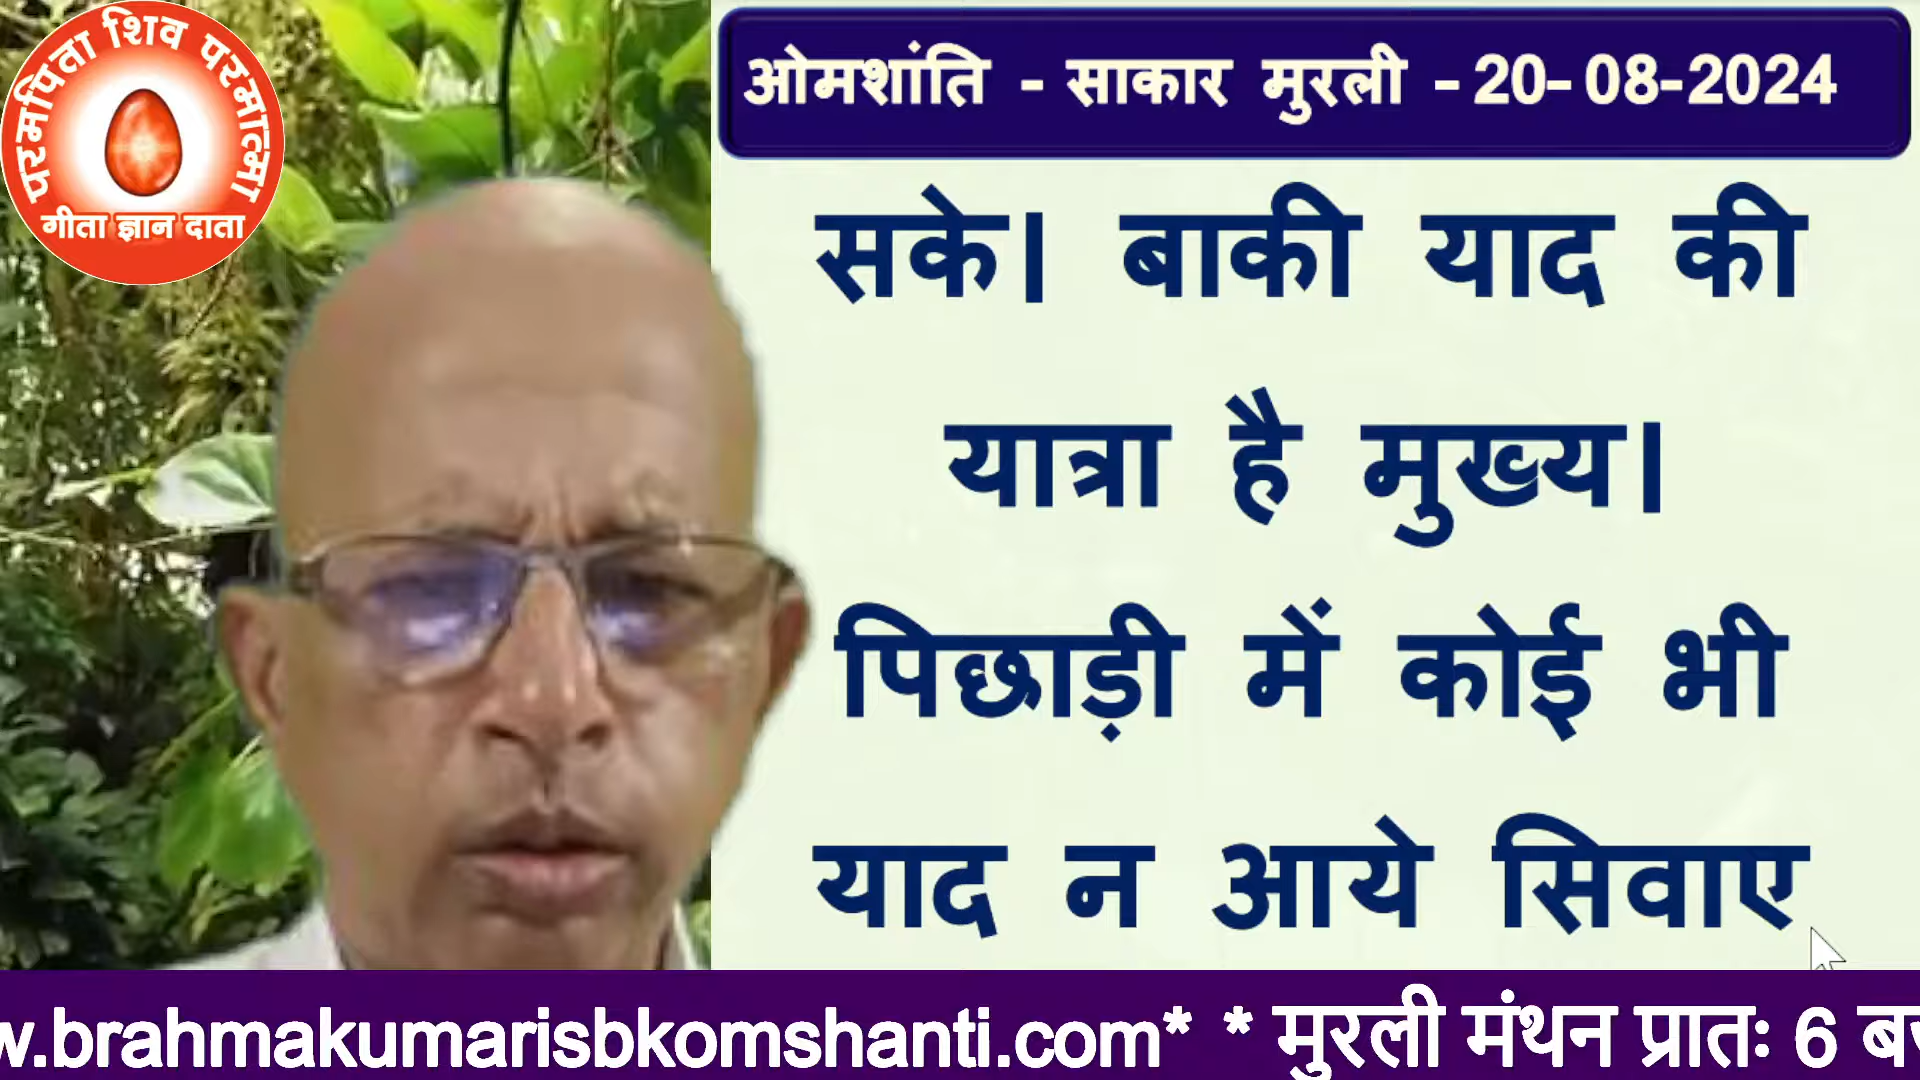 परमपिता शिव परमात्मा
गीता ज्ञान दाता
ओमशांति - साकार मुरली - 20- 08-2024
सके। बाकी याद की
यात्रा है मुख्य।
पिछाड़ी में कोई भी
याद न आये सिवाए
w.brahmakumarisbkomshanti.com* * मुरली मंथन प्रातः 6